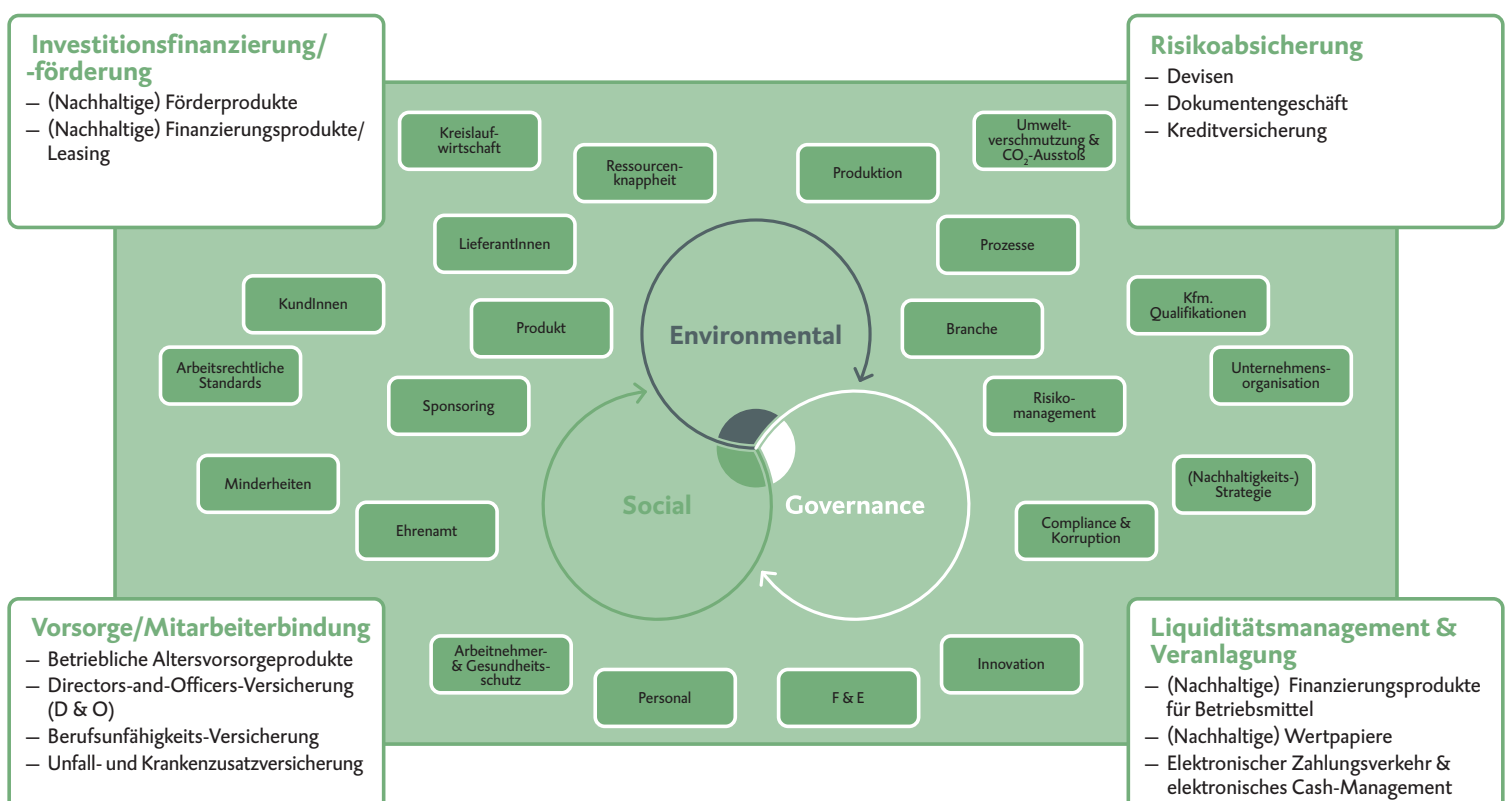 Investitionsfinanzierung/
-förderung
— (Nachhaltige) Förderprodukte
— (Nachhaltige) Finanzierungsprodukte/
Leasing
Risikoabsicherung
— Devisen
— Dokumentengeschäft
— Kreditversicherung
Kreislauf-
wirtschaft
Ressourcen-
knappheit
Produktion
Umwelt-
verschmutzung &
CO₂-Ausstoß
LieferantInnen
Prozesse
KundInnen
Produkt
Environmental
Branche
Kfm.
Qualifikationen
Arbeitsrechtliche
Standards
Sponsoring
Risiko-
management
Unternehmens-
organisation
Minderheiten
Ehrenamt
Social
Governance
(Nachhaltigkeits-)
Strategie
Compliance &
Korruption
Arbeitnehmer-
& Gesundheits-
schutz
Personal
F & E
Innovation
Vorsorge/Mitarbeiterbindung
— Betriebliche Altersvorsorgeprodukte
— Directors-and-Officers-Versicherung
(D & O)
— Berufsunfähigkeits-Versicherung
— Unfall- und Krankenzusatzversicherung
Liquiditätsmanagement &
Veranlagung
— (Nachhaltige) Finanzierungsprodukte
für Betriebsmittel
— (Nachhaltige) Wertpapiere
— Elektronischer Zahlungsverkehr &
elektronisches Cash-Management